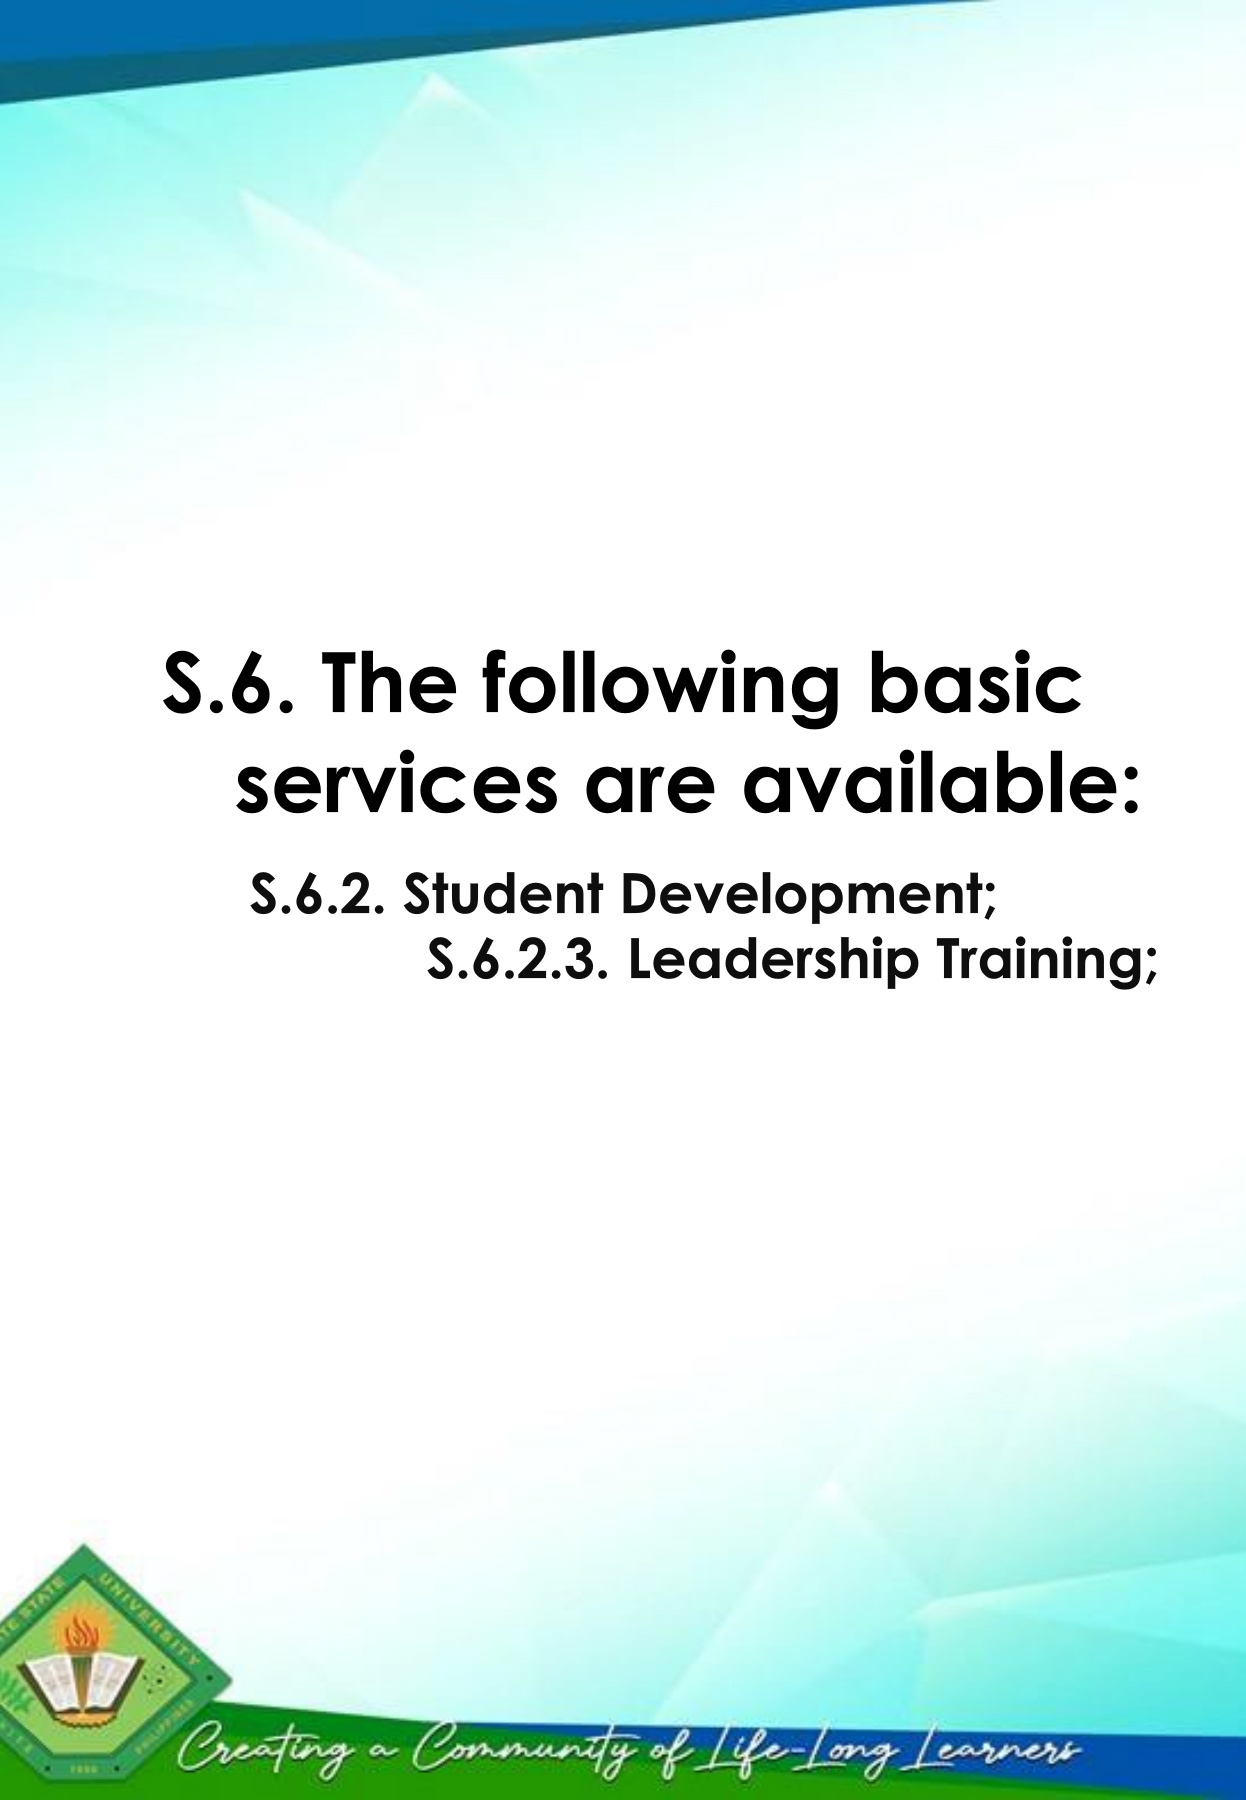 S.6. The following basic
services are available:
S.6.2. Student Development;
S.6.2.3. Leadership Training;
STATE UNIVERSITY
PHILIPPINES
Creating a Community of Life-Long Learners